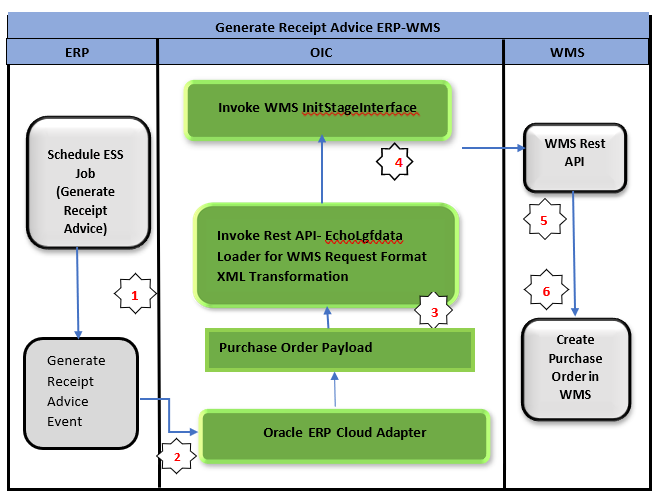 Generate Receipt Advice ERP-WMS
ERP
OIC
WMS
Schedule ESS
Job
(Generate
Receipt
Advice)
1
Generate
Receipt
Advice
Event
2
Invoke WMS InitStageInterface
4
Invoke Rest API- EchoLgfdata
Loader for WMS Request Format
XML Transformation
3
Purchase Order Payload
Oracle ERP Cloud Adapter
WMS Rest
API
5
6
Create
Purchase
Order in
WMS